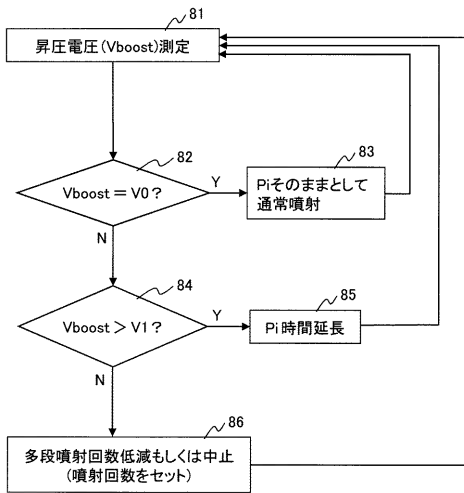 81
昇圧電圧(Vboost)測定
82
Vboost=V0?
Y
N
83
Piそのままとして
通常噴射
84
Vboost>V1?
Y
N
85
Pi時間延長
86
多段噴射回数低減もしくは中止
(噴射回数をセット)